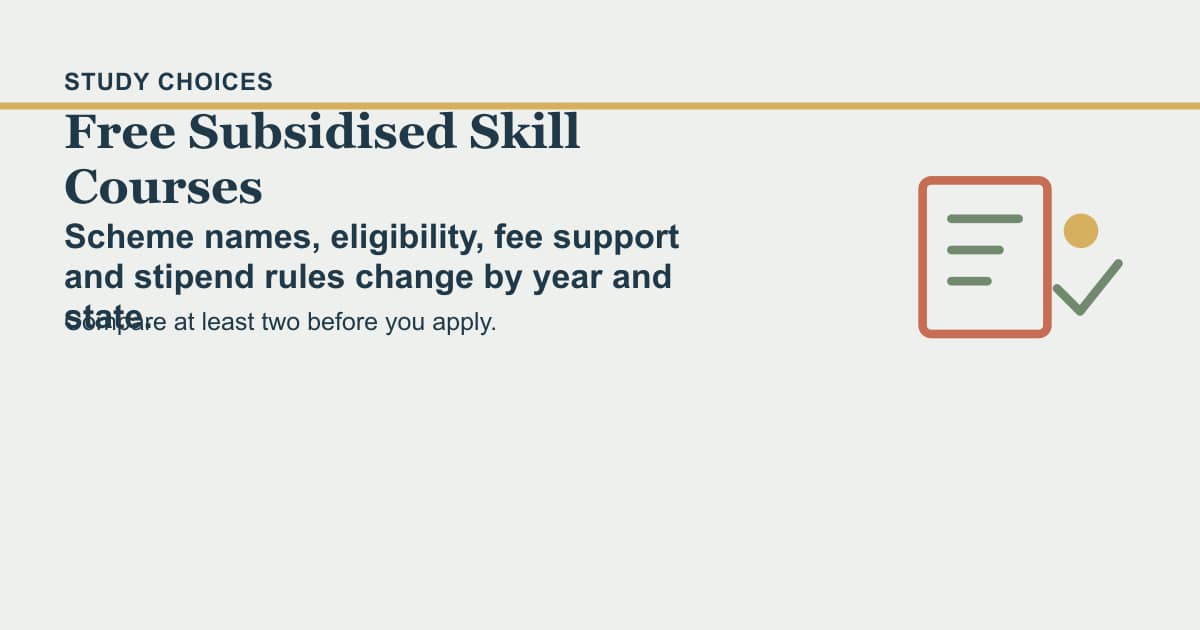 STUDY CHOICES
Free Subsidised Skill
Courses
Scheme names, eligibility, fee support
and stipend rules change by year and
state.
Compare at least two before you apply.